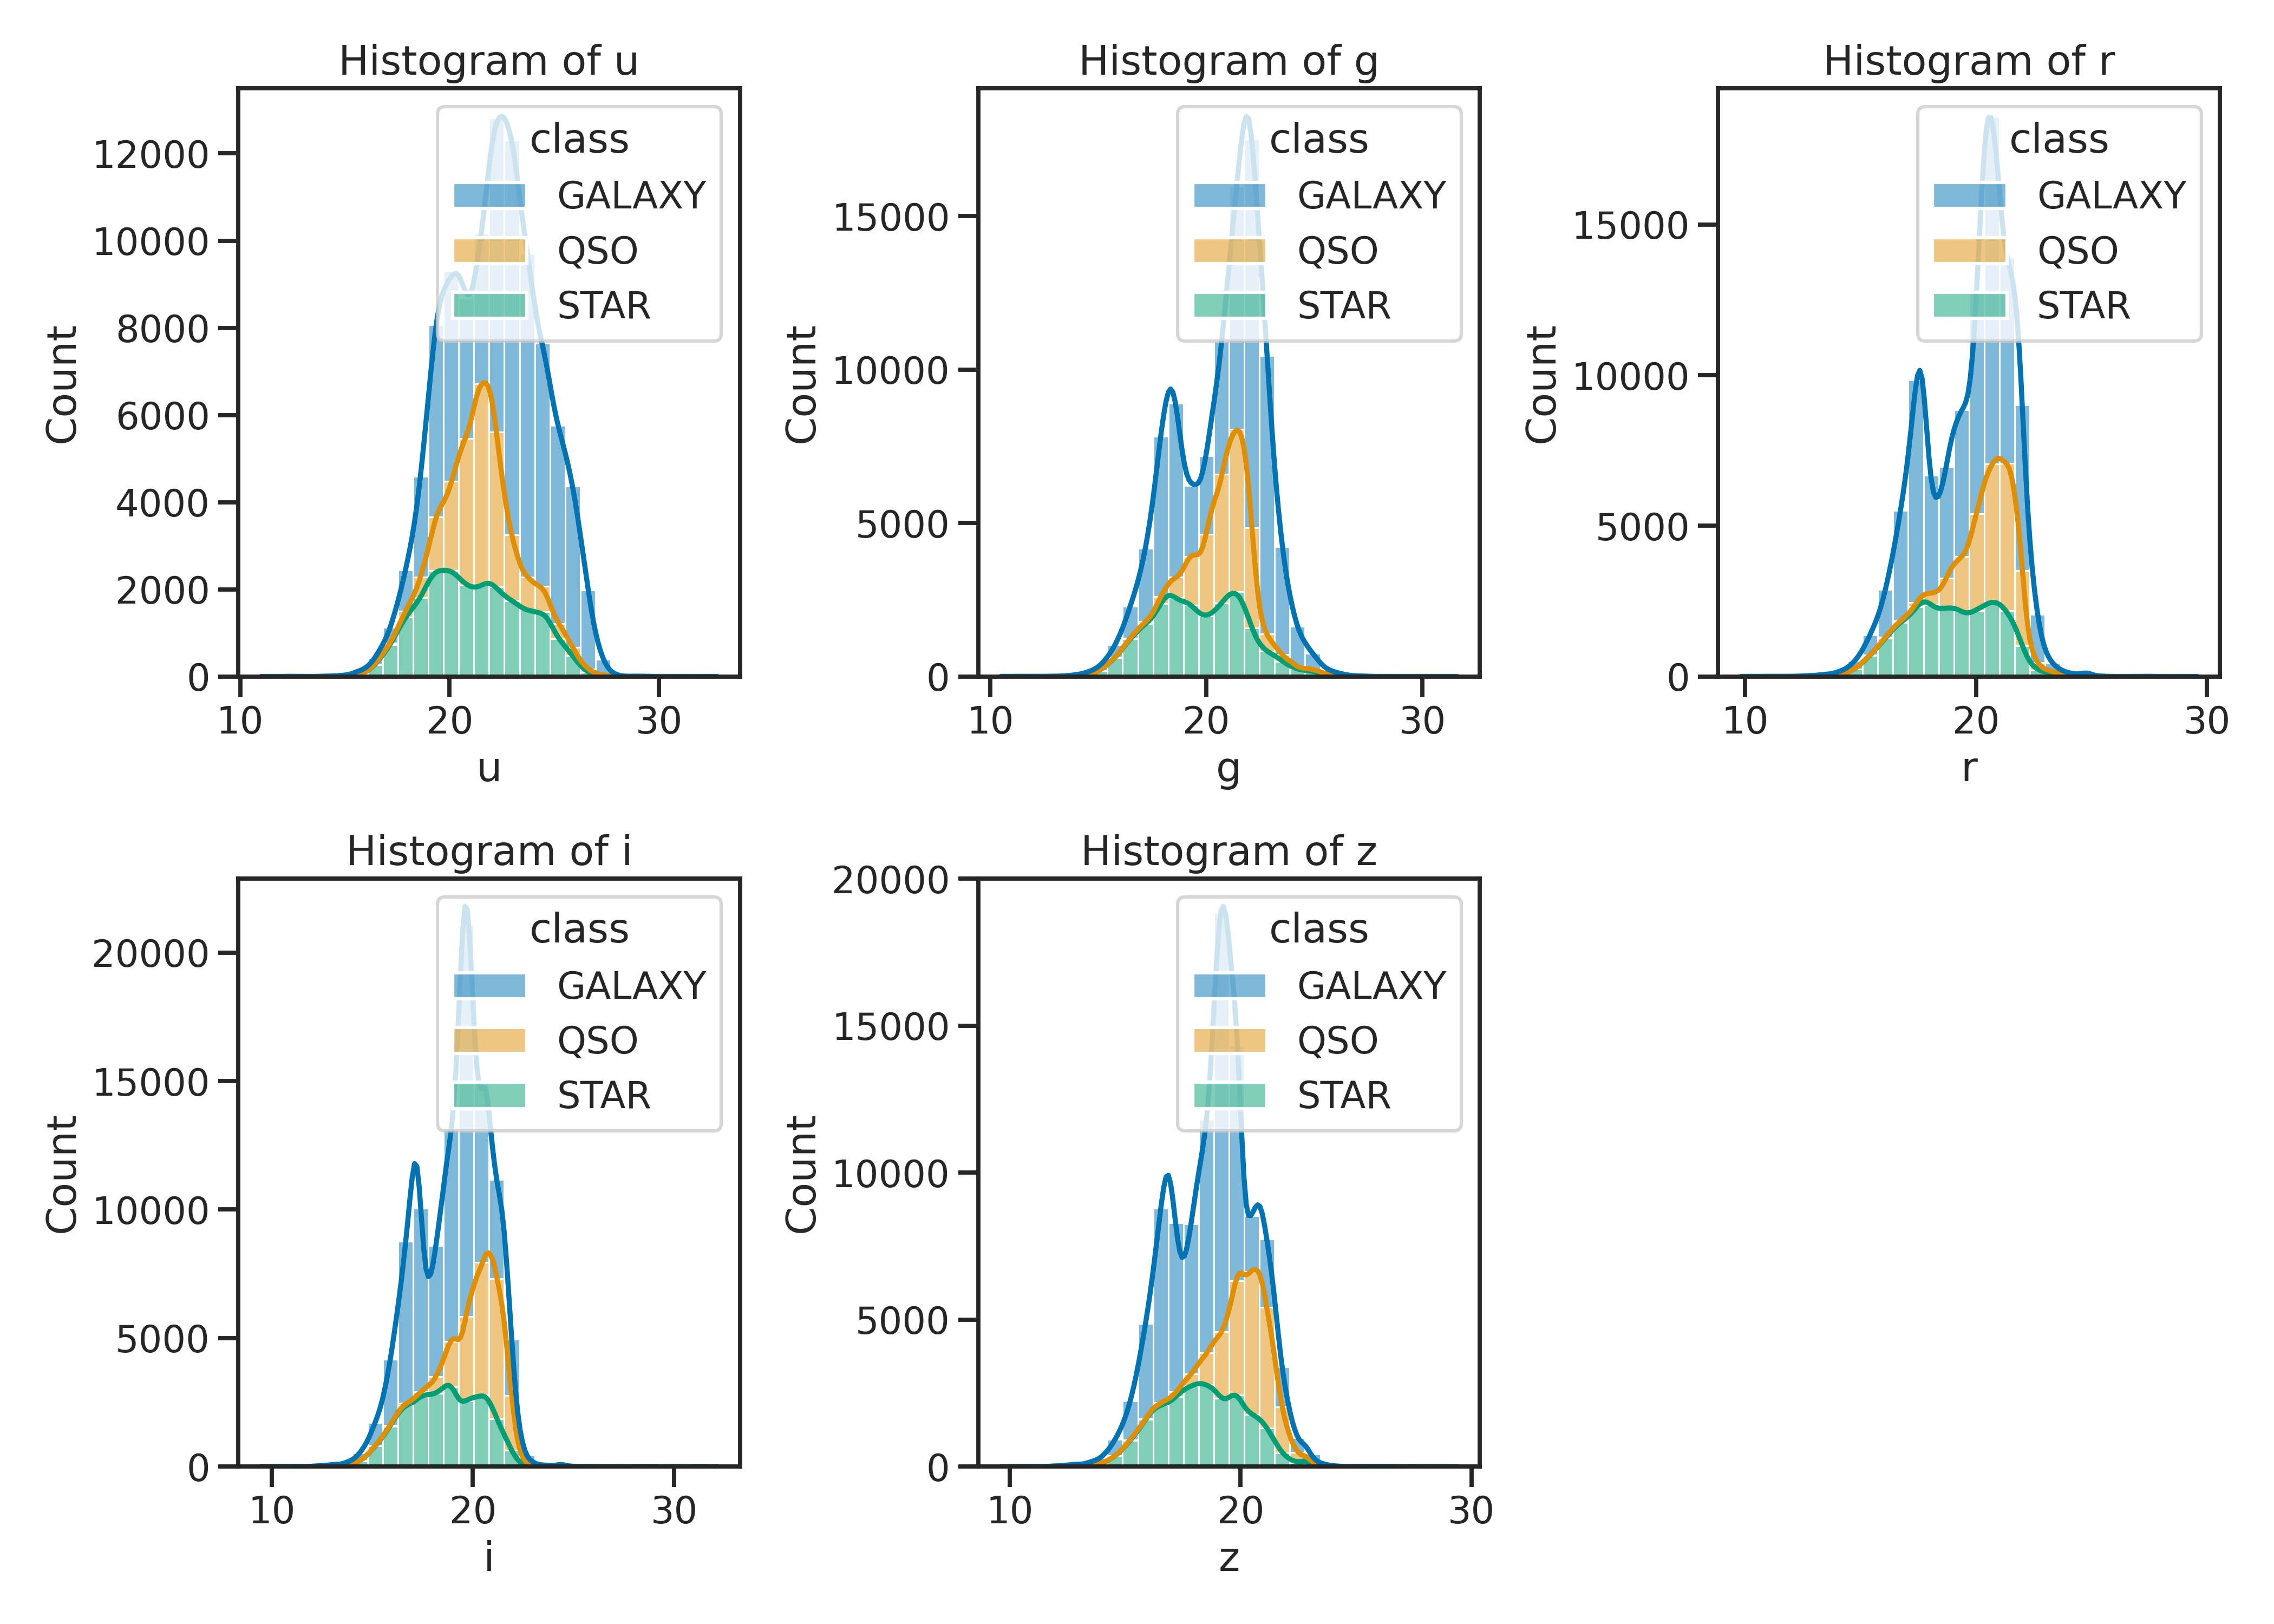 Histogram of u
Count
12000
10000
8000
6000
4000
2000
0
10 20 30
u
class
GALAXY
QSO
STAR
Histogram of g
Count
15000
10000
5000
0
10 20 30
g
class
GALAXY
QSO
STAR
Histogram of r
Count
15000
10000
5000
0
10 20 30
r
class
GALAXY
QSO
STAR
Histogram of i
Count
20000
15000
10000
5000
0
10 20 30
i
class
GALAXY
QSO
STAR
Histogram of z
Count
20000
15000
10000
5000
0
10 20 30
z
class
GALAXY
QSO
STAR